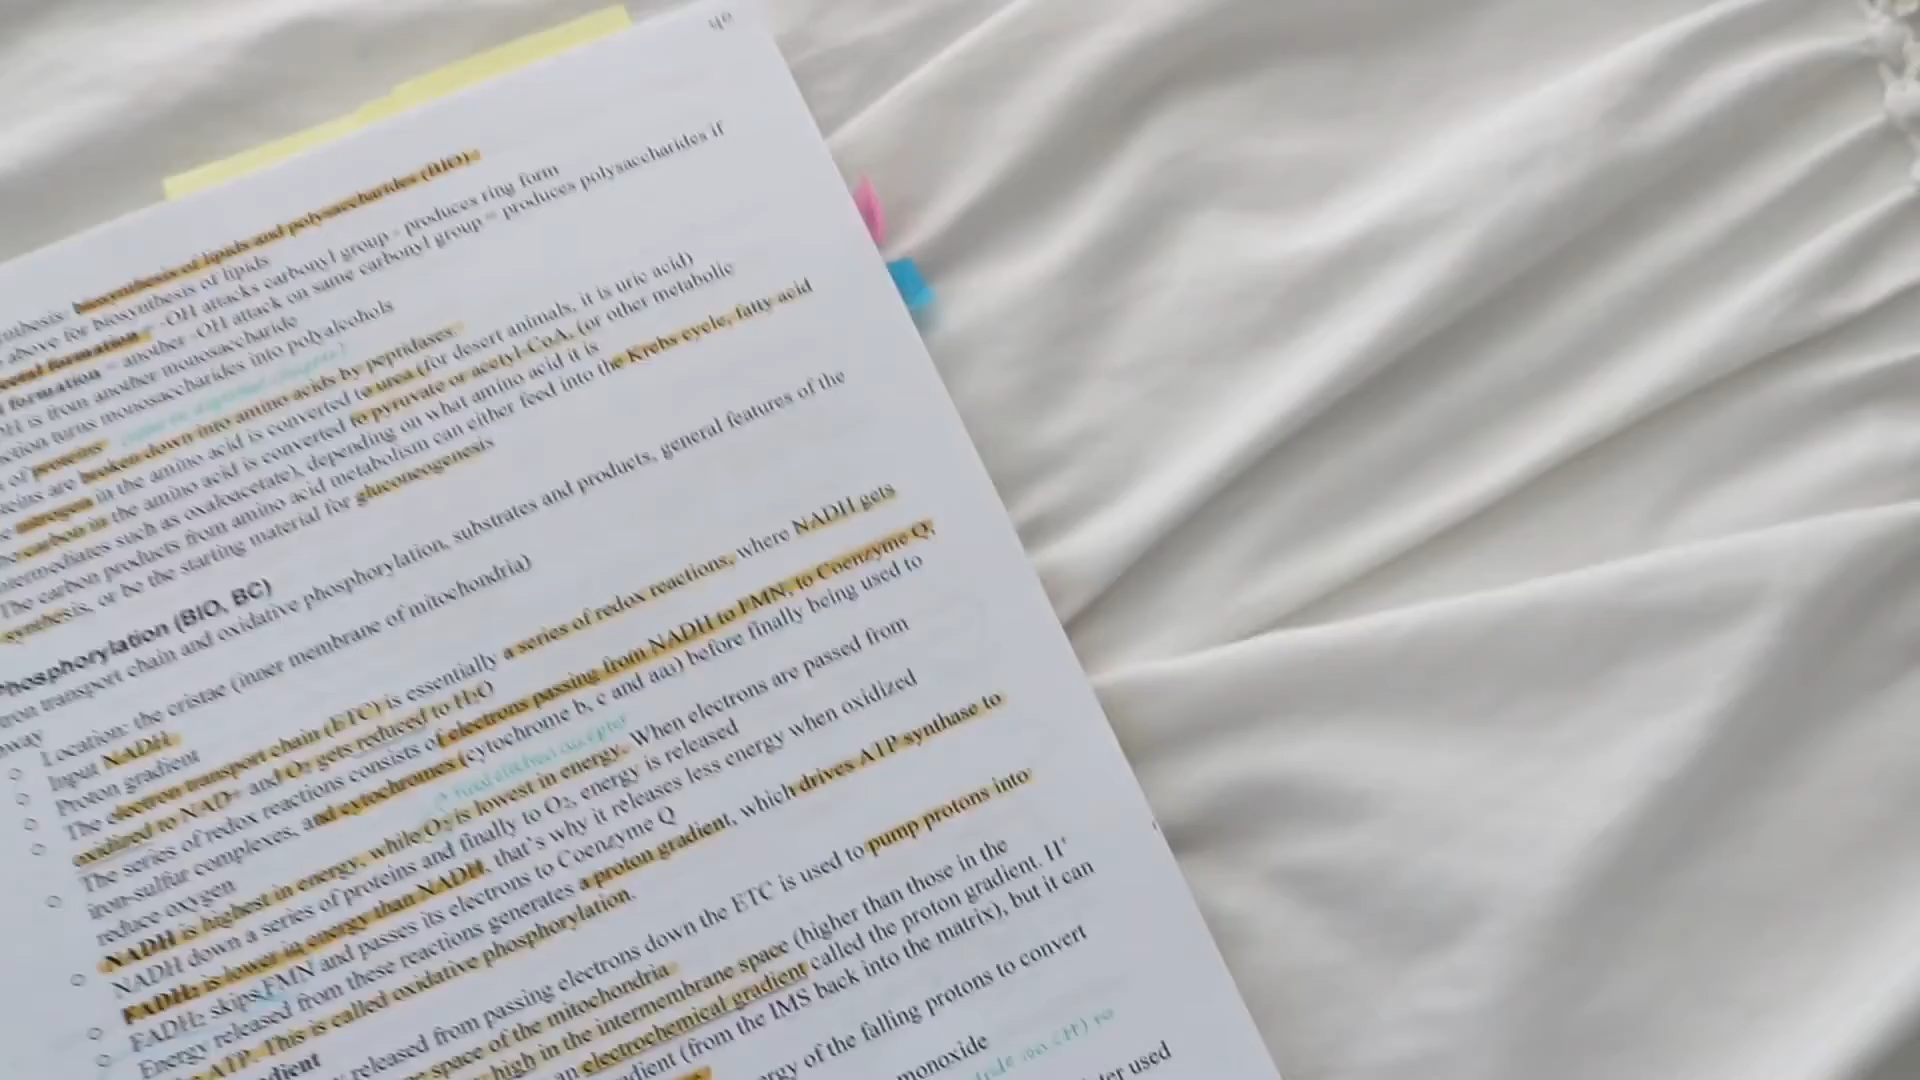 40
nthesis: biosynthesis of lipids and polysaccharides (BIO)
above for biosynthesis of lipids
formation = -OH attacks carbonyl group - produces ring form
formation = another -OH attack on same carbonyl group = produces polysaccharides if
OH is from another monosaccharide
ction turns monosaccharides into polyalcohols
of proteins
teins are broken down into amino acids by peptidases.
nitrogen in the amino acid is converted to urea (for desert animals, it is uric acid)
carbon in the amino acid is converted to pyruvate or acetyl-CoA, (or other metabolic
ntermediates such as oxaloacetate), depending on what amino acid it is
The carbon products from amino acid metabolism can either feed into the Krebs cycle, fatty acid
synthesis, or be the starting material for gluconeogenesis
Phosphorylation (BIO, BC)
tron transport chain and oxidative phosphorylation, substrates and products, general features of the
hway
Location: the cristae (inner membrane of mitochondria)
Input NADH
Proton gradient
The electron transport chain (ETC) is essentially a series of redox reactions, where NADH gets
oxidized to NAD+ and O2 gets reduced to H2O
The series of redox reactions consists of electrons passing from NADH to FMN, to Coenzyme Q,
iron-sulfur complexes, and cytochromes (cytochrome b, c and aa3) before finally being used to
reduce oxygen
final electron acceptor
NADH is highest in energy, while O2 is lowest in energy. When electrons are passed from
NADH down a series of proteins and finally to O2, energy is released
FADH2 is lower in energy than NADH, that's why it releases less energy when oxidized
FADH2 skips FMN and passes its electrons to Coenzyme Q
Energy released from these reactions generates a proton gradient, which drives ATP synthase to
ATP. This is called oxidative phosphorylation.
dient
released from passing electrons down the ETC is used to pump protons into
space of the mitochondria
high in the intermembrane space (higher than those in the
an electrochemical gradient called the proton gradient. H+
dient (from the IMS back into the matrix), but it can
rgy of the falling protons to convert
monoxide
ter used